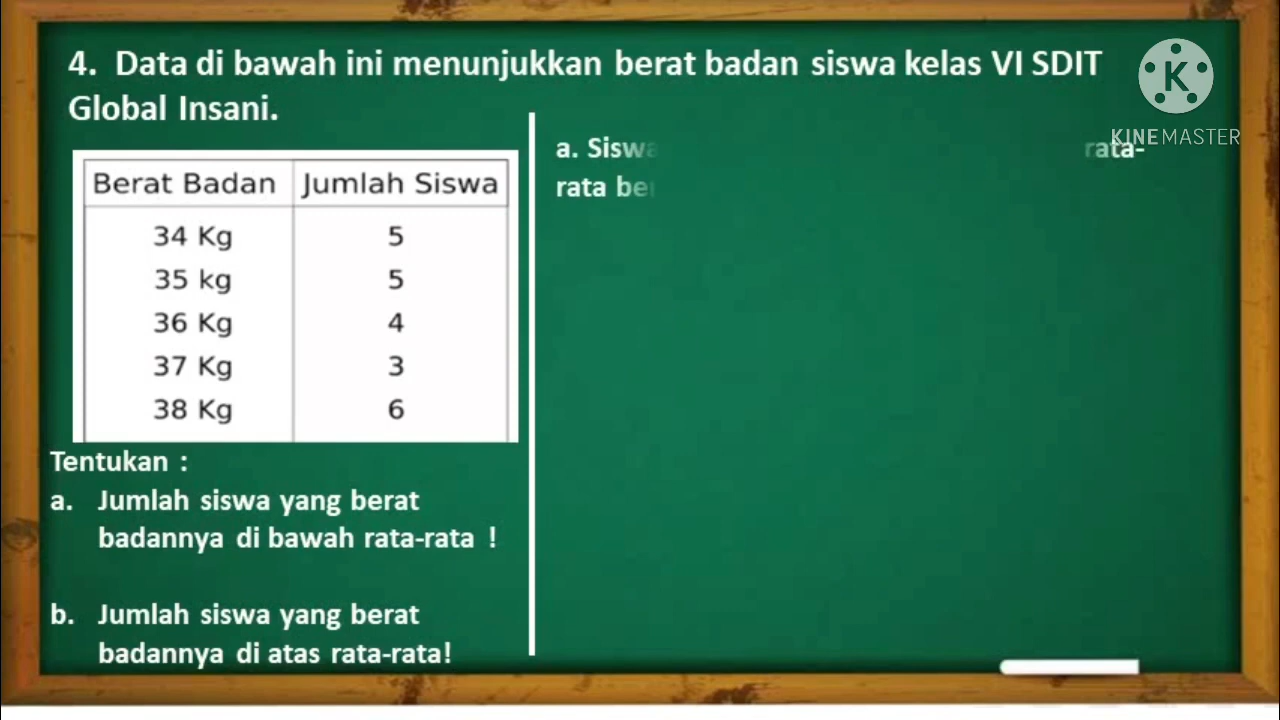 4. Data di bawah ini menunjukkan berat badan siswa kelas VI SDIT
Global Insani.
K
KINEMASTER
a. Sisw rata-
rata be
Berat Badan Jumlah Siswa
34 Kg 5
35 kg 5
36 Kg 4
37 Kg 3
38 Kg 6
Tentukan :
a. Jumlah siswa yang berat
badannya di bawah rata-rata !
b. Jumlah siswa yang berat
badannya di atas rata-rata!